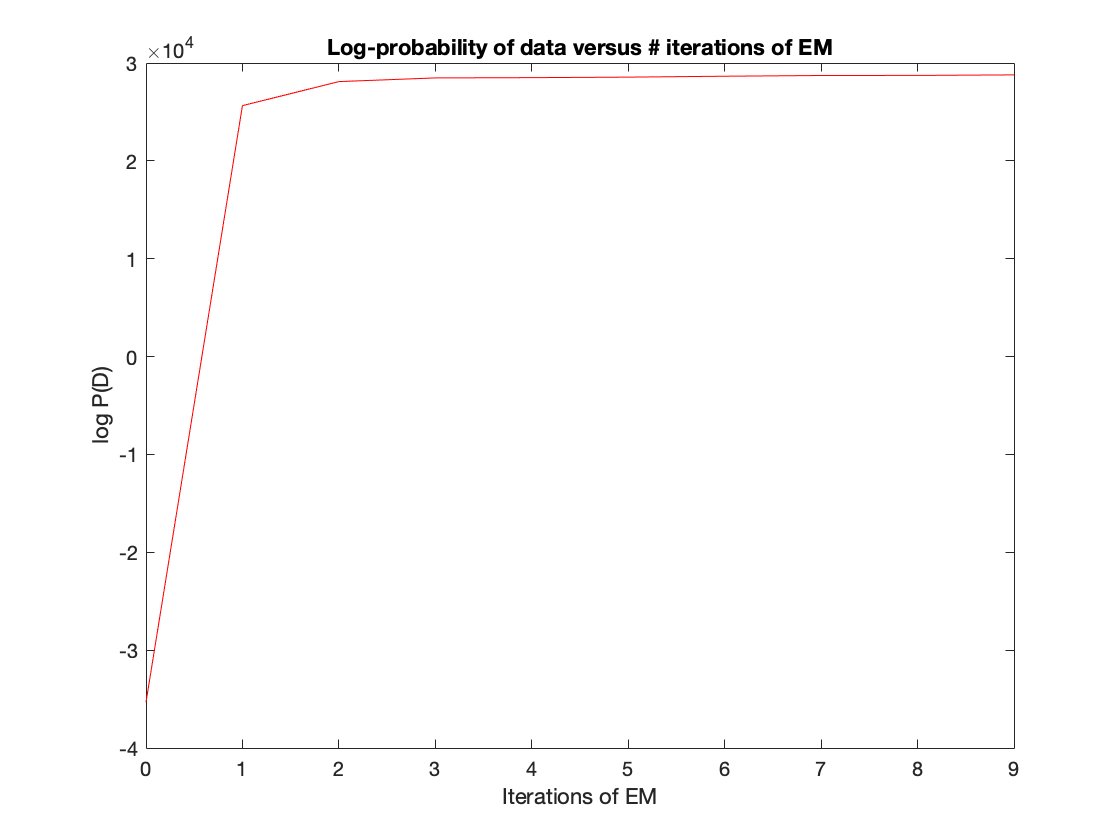 Log-probability of data versus # iterations of EM
×10^4
3
2
1
0
-1
-2
-3
-4
log P(D)
0 1 2 3 4 5 6 7 8 9
Iterations of EM